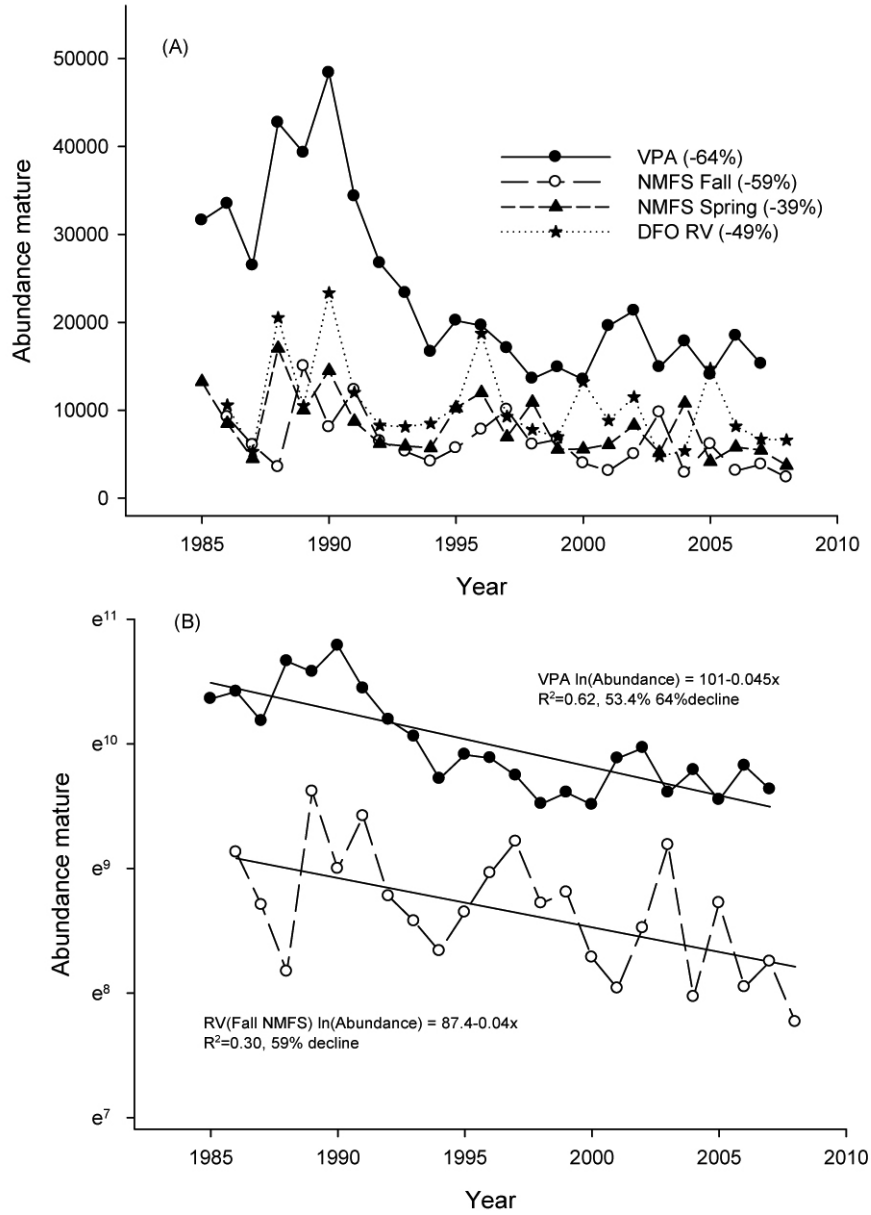 (A)
50000
40000
30000
20000
10000
0
Abundance mature
VPA (-64%)
NMFS Fall (-59%)
NMFS Spring (-39%)
DFO RV (-49%)
1985 1990 1995 2000 2005 2010
Year
(B)
e¹¹
e¹⁰
e⁹
e⁸
e⁷
Abundance mature
VPA ln(Abundance) = 101-0.045x
R²=0.62, 53.4% 64%decline
RV(Fall NMFS) ln(Abundance) = 87.4-0.04x
R²=0.30, 59% decline
1985 1990 1995 2000 2005 2010
Year